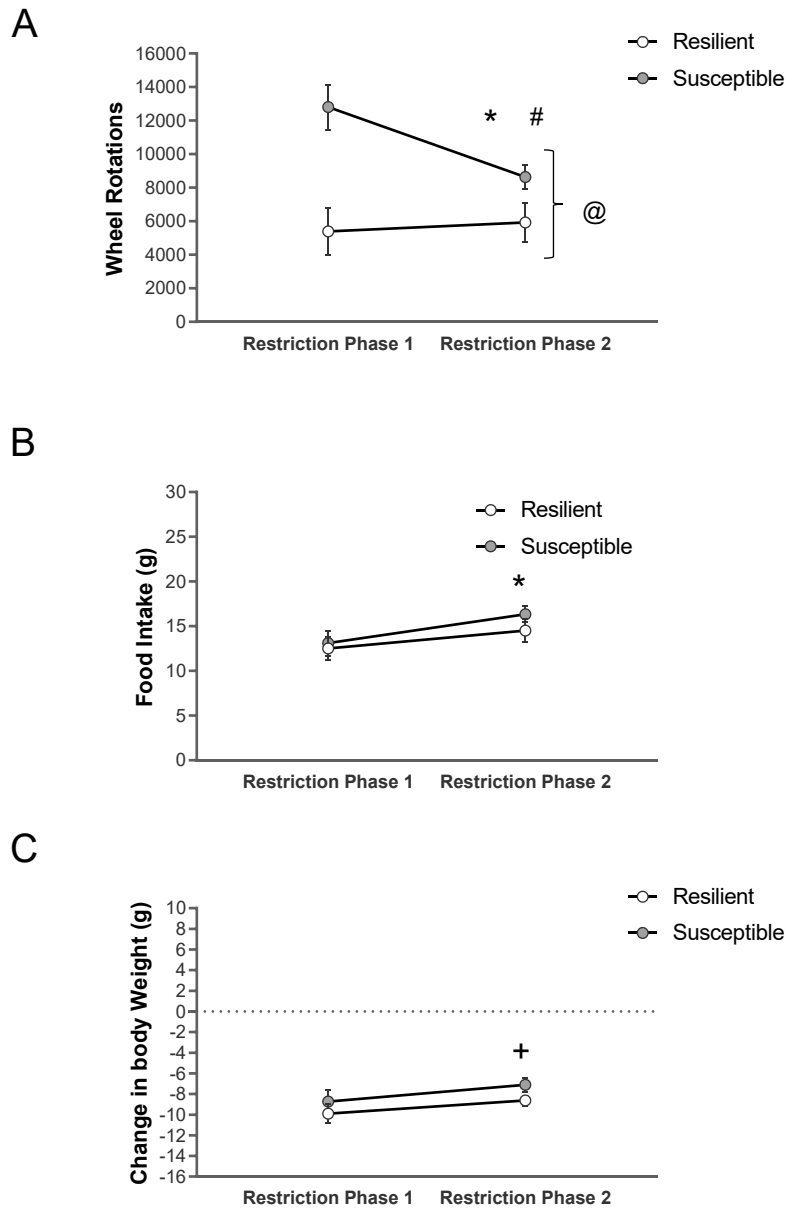 A
Resilient
Susceptible
Wheel Rotations
16000
14000
12000
10000
8000
6000
4000
2000
0
* #
@
Restriction Phase 1 Restriction Phase 2
B
Resilient
Susceptible
Food Intake (g)
30
25
20
15
10
5
0
*
Restriction Phase 1 Restriction Phase 2
C
Resilient
Susceptible
Change in body Weight (g)
10
8
6
4
2
0
-2
-4
-6
-8
-10
-12
-14
-16
+
Restriction Phase 1 Restriction Phase 2